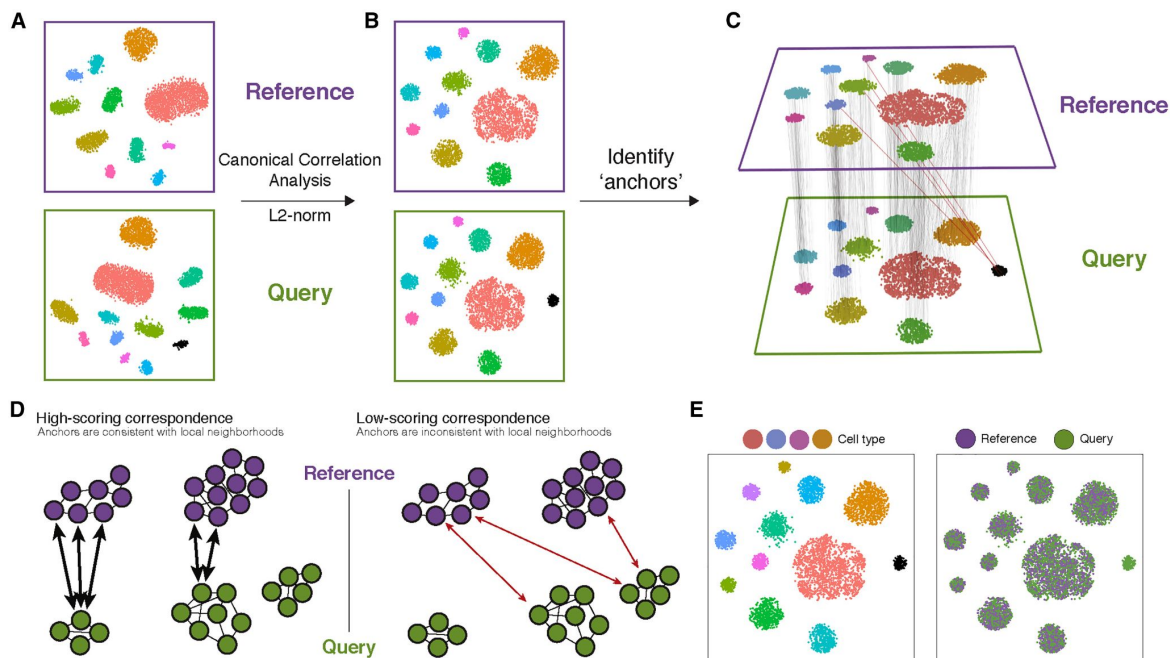 A
B
C
Reference
Canonical Correlation
Analysis
L2-norm
Query
Identify
‘anchors’
Reference
Query
D
High-scoring correspondence
Anchors are consistent with local neighborhoods
Low-scoring correspondence
Anchors are inconsistent with local neighborhoods
Reference
Query
E
Cell type
Reference
Query